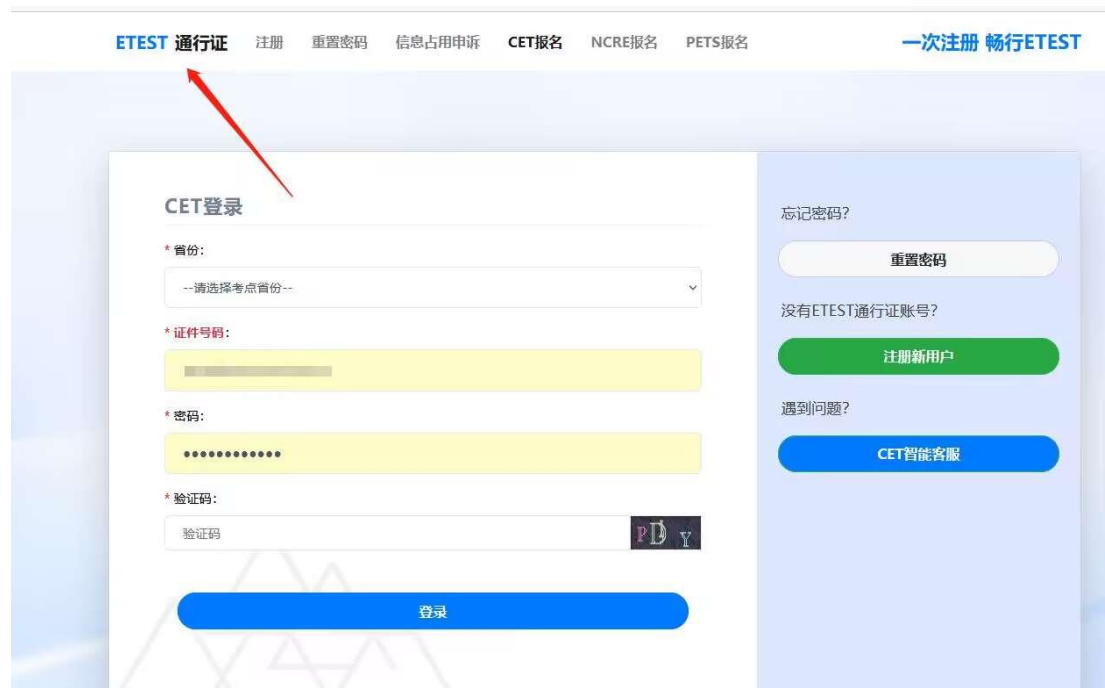 ETEST 通行证 注册 重置密码 信息占用申诉 CET报名 NCRE报名 PETS报名 一次注册 畅行ETEST
CET登录
* 省份:
--请选择考点省份--
* 证件号码:
* 密码:
••••••••••••
* 验证码:
验证码
PD Y
登录
忘记密码?
重置密码
没有ETEST通行证账号?
注册新用户
遇到问题?
CET智能客服